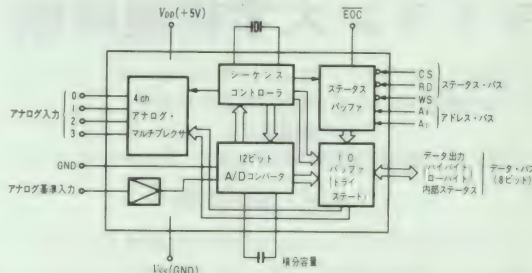 VDD(+5V)
EOC
シーケンス
コントローラ
ステータス
バッファ
CS
RD
WS
ステータス・バス
A0
A1
アドレス・バス
アナログ入力
0
1
2
3
4ch
アナログ・
マルチプレクサ
GND
アナログ基準入力
12ビット
A/Dコンバータ
I/O
バッファ
(トライ
ステート)
データ出力
ハイバイト
ローバイト
内部ステータス
データ・バス
(8ビット)
積分容量
VSS(GND)